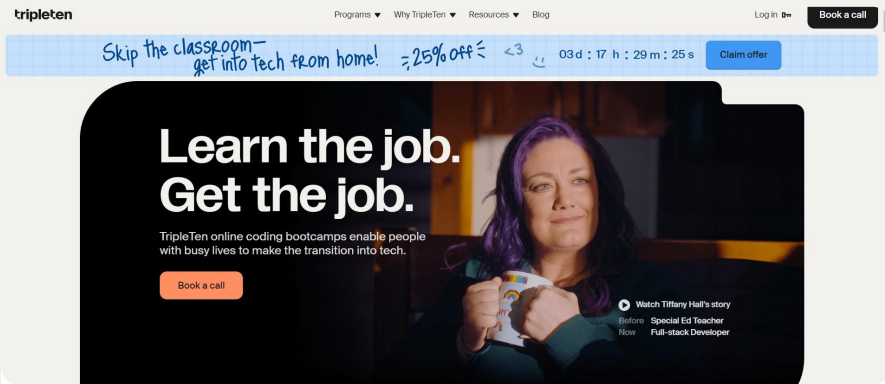 tripleten
Programs Why TripleTen Resources Blog
Log in
Book a call
Skip the classroom—
get into tech from home!
25% off
<3
03 d : 17 h : 29 m : 25 s
Claim offer
Learn the job.
Get the job.
TripleTen online coding bootcamps enable people
with busy lives to make the transition into tech.
Book a call
Watch Tiffany Hall's story
Before Special Ed Teacher
Now Full-stack Developer